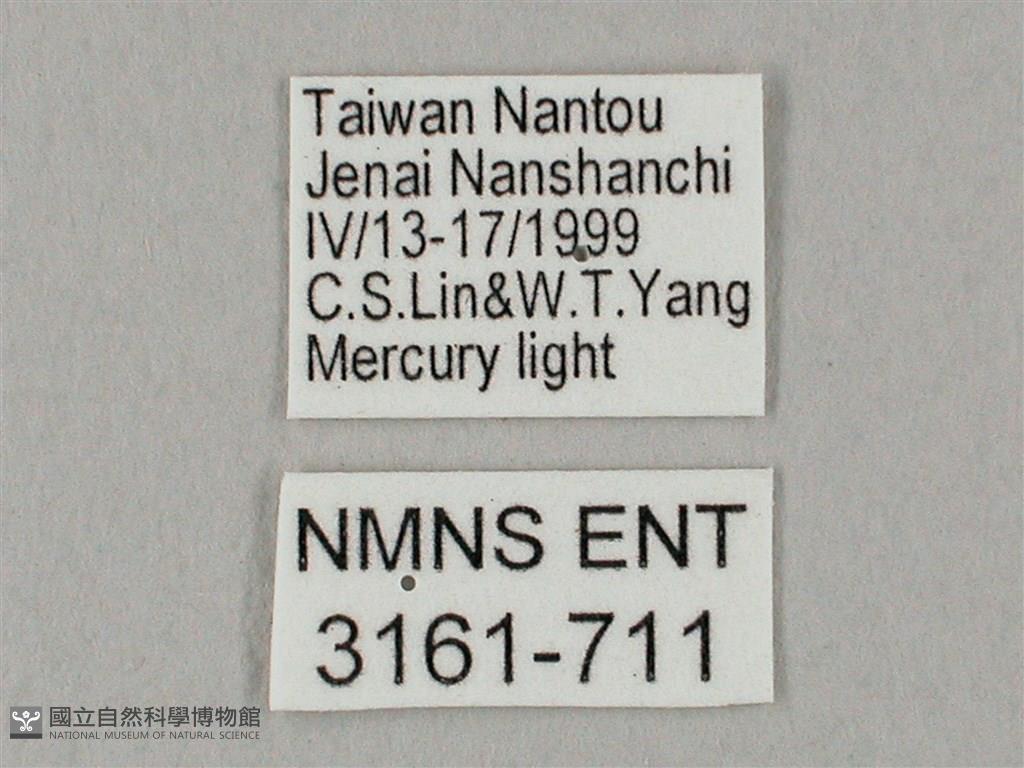 Taiwan Nantou
Jenai Nanshanchi
IV/13-17/1999
C.S.Lin&W.T.Yang
Mercury light
NMNS ENT
3161-711
國立自然科學博物館
NATIONAL MUSEUM OF NATURAL SCIENCE